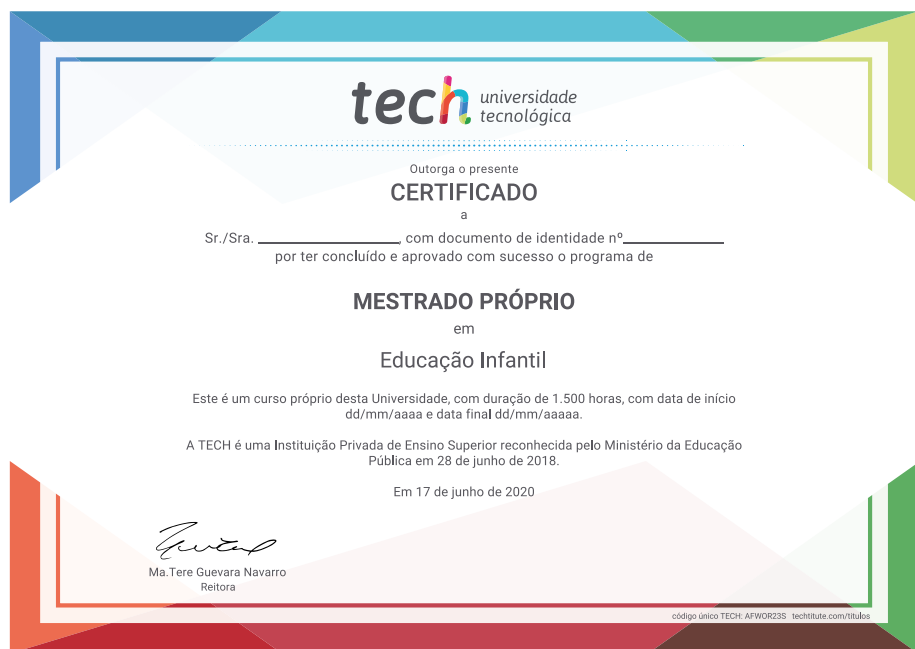 tech universidade
tecnológica
Outorga o presente
CERTIFICADO
a
Sr./Sra. ____________________, com documento de identidade nº______________
por ter concluído e aprovado com sucesso o programa de
MESTRADO PRÓPRIO
em
Educação Infantil
Este é um curso próprio desta Universidade, com duração de 1.500 horas, com data de início
dd/mm/aaaa e data final dd/mm/aaaaa.
A TECH é uma Instituição Privada de Ensino Superior reconhecida pelo Ministério da Educação
Pública em 28 de junho de 2018.
Em 17 de junho de 2020
Ma.Tere Guevara Navarro
Reitora
código único TECH: AFWOR23S techtitute.com/titulos